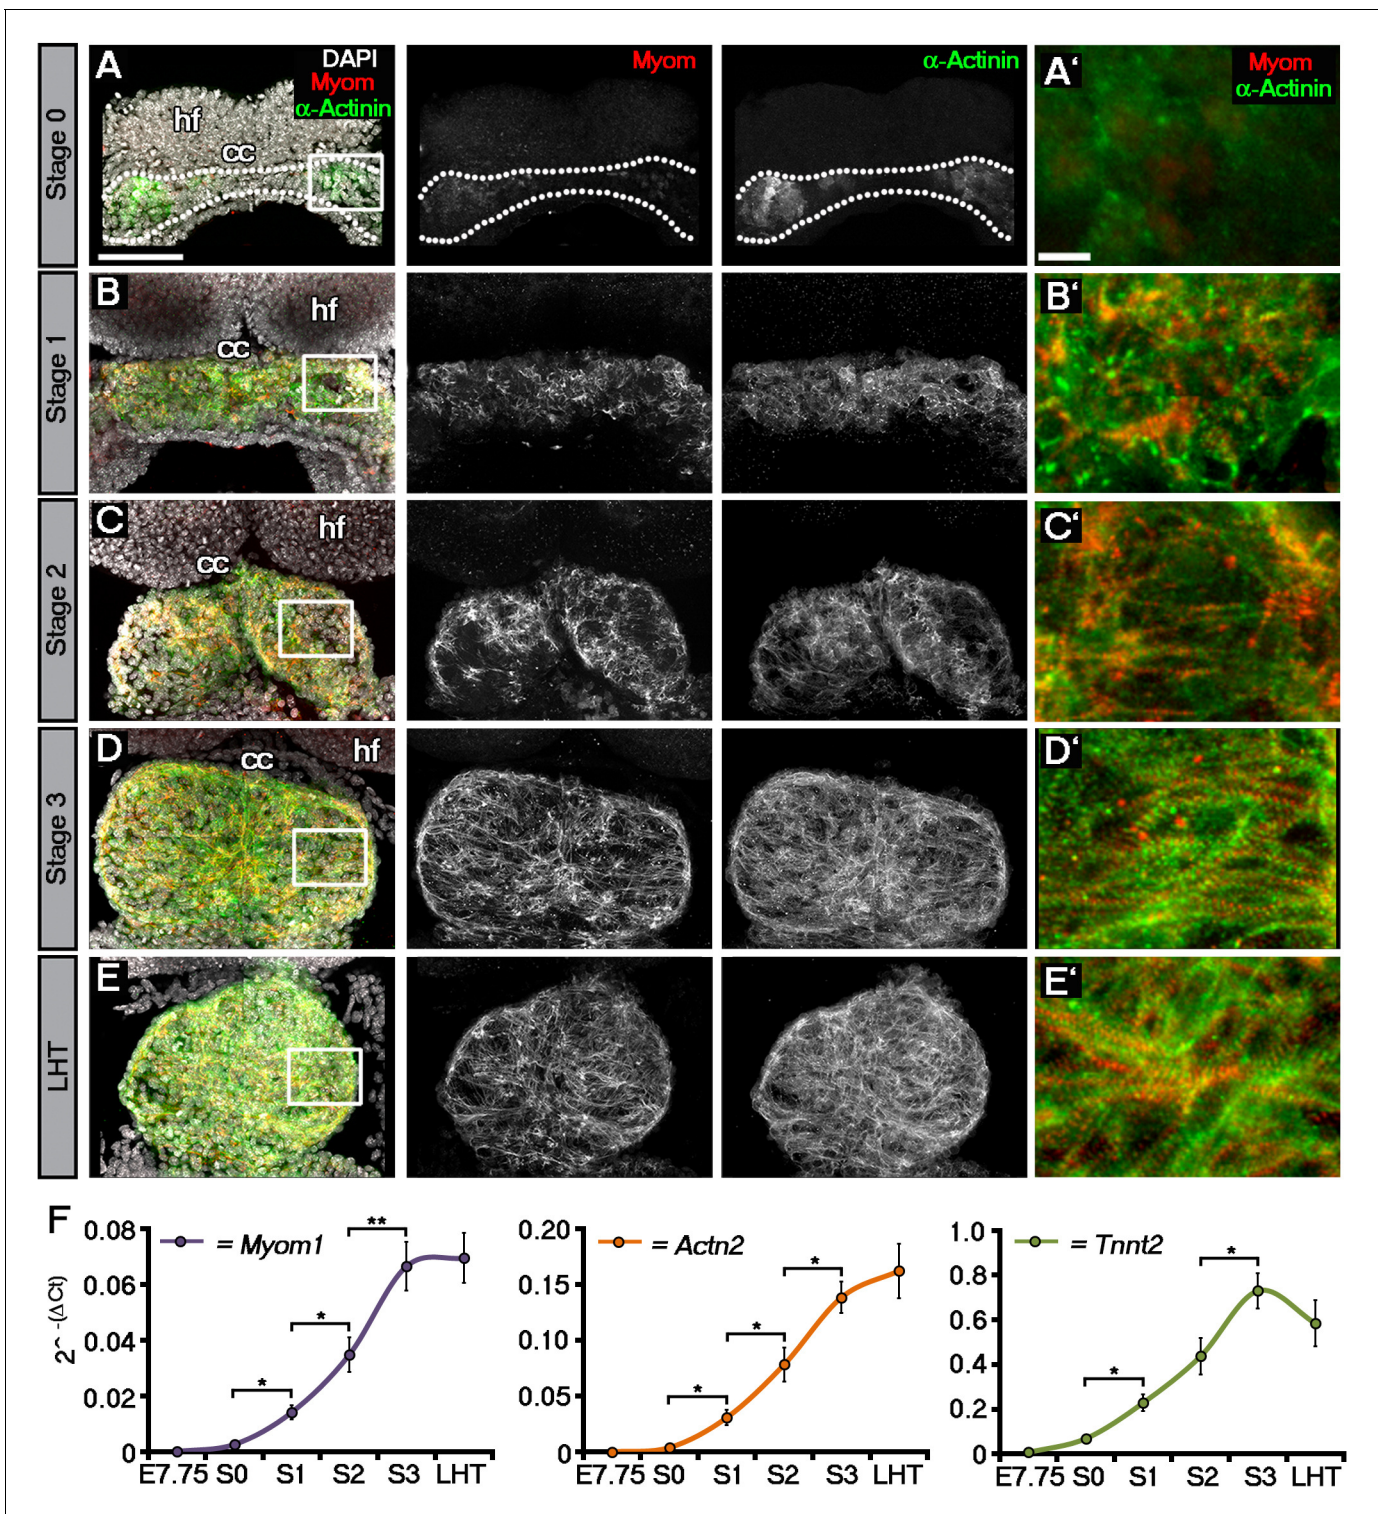 Stage 0
A
DAPI
Myom
α-Actinin
hf
cc
Myom
α-Actinin
A‘
Myom
α-Actinin
Stage 1
B
hf
cc
B‘
Stage 2
C
hf
cc
C‘
Stage 3
D
cc
hf
D‘
LHT
E
E‘
F
2^ -(ΔCt)
0.08
0.06
0.04
0.02
0
= Myom1
*
*
**
E7.75 S0 S1 S2 S3 LHT
0.20
0.15
0.10
0.05
0
= Actn2
*
*
*
E7.75 S0 S1 S2 S3 LHT
1.0
0.8
0.6
0.4
0.2
0
= Tnnt2
*
*
E7.75 S0 S1 S2 S3 LHT